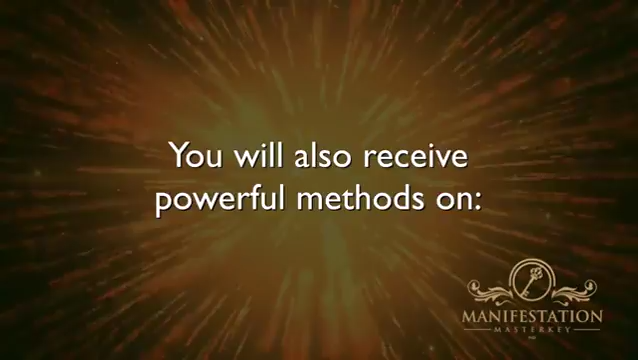 You will also receive
powerful methods on:
MANIFESTATION
MASTERKEY